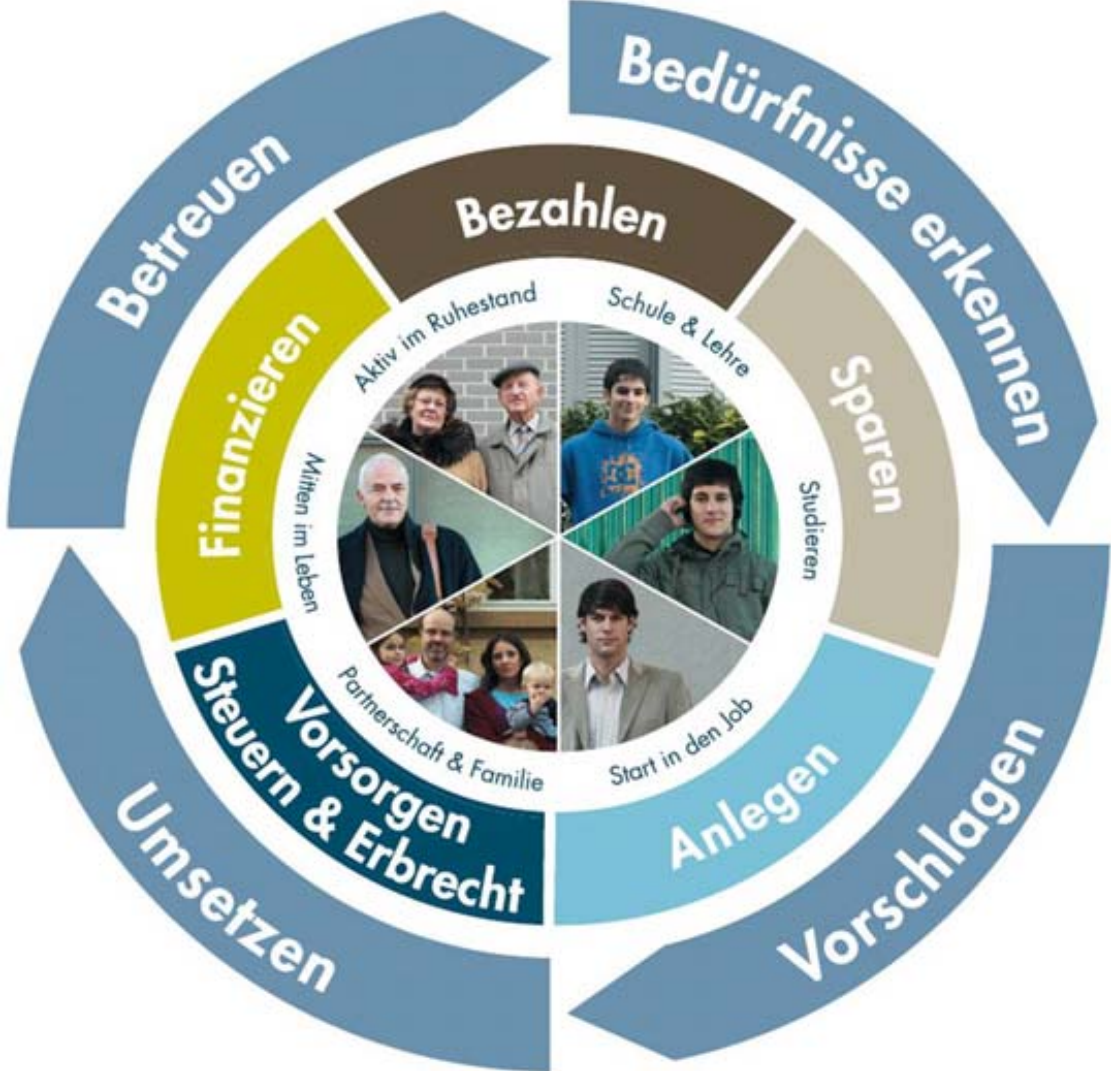 Bedürfnisse erkennen
Vorschlagen
Umsetzen
Betreuen
Bezahlen
Sparen
Anlegen
Vorsorgen
Steuern & Erbrecht
Finanzieren
Schule & Lehre
Studieren
Start in den Job
Partnerschaft & Familie
Mitten im Leben
Aktiv im Ruhestand